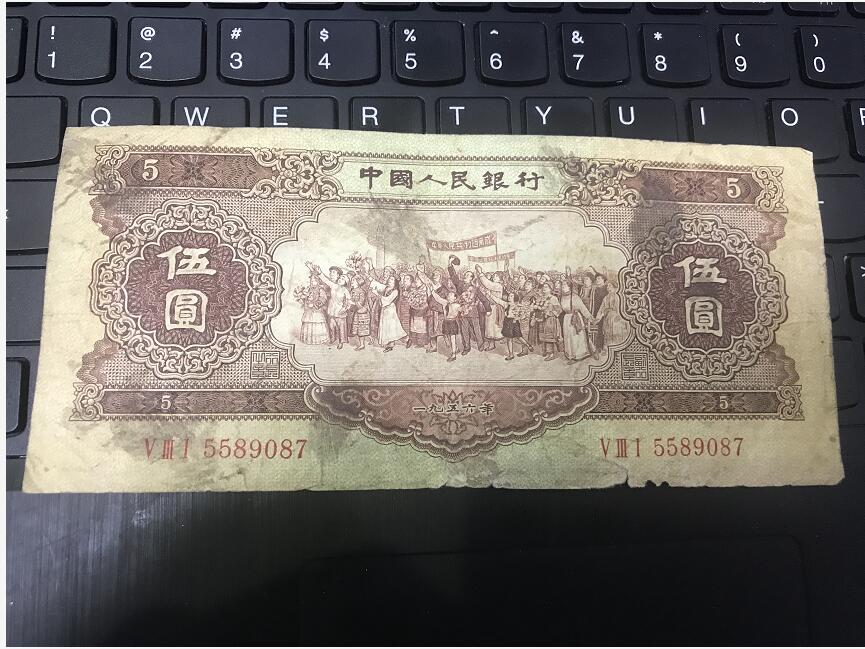 ! @ # $ % ^ & * ( )
1 2 3 4 5 6 7 8 9 0
Q W E R T Y U I O P
5 中國人民銀行 5
伍圓 伍圓
5 一九五六年 5
VIII I 5589087 VIII I 5589087